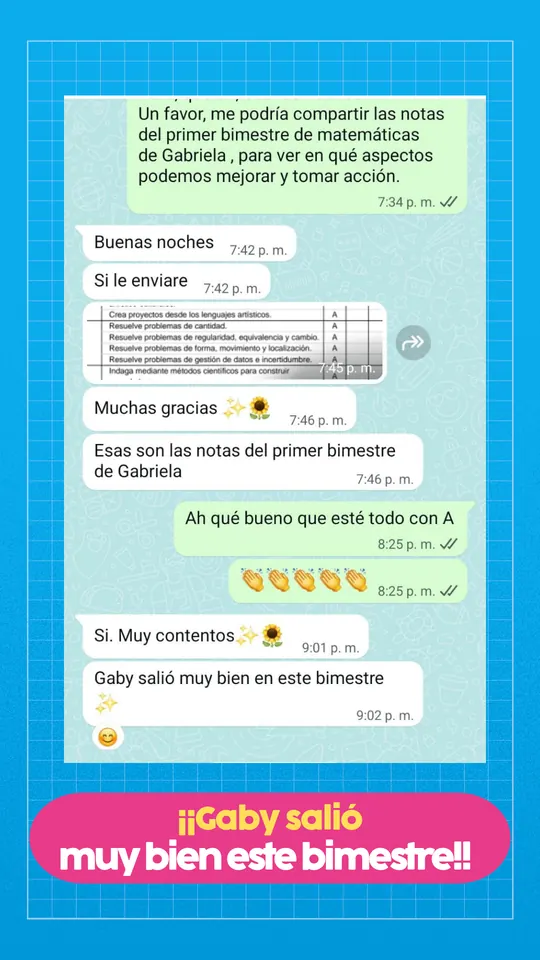 Un favor, me podría compartir las notas
del primer bimestre de matemáticas
de Gabriela , para ver en qué aspectos
podemos mejorar y tomar acción.
7:34 p. m.
Buenas noches
7:42 p. m.
Si le enviare
7:42 p. m.
Crea proyectos desde los lenguajes artísticos. A
Resuelve problemas de cantidad. A
Resuelve problemas de regularidad, equivalencia y cambio. A
Resuelve problemas de forma, movimiento y localización. A
Resuelve problemas de gestión de datos e incertidumbre. A
Indaga mediante métodos científicos para construir
A
7:45 p. m.
Muchas gracias ✨🌻
7:46 p. m.
Esas son las notas del primer bimestre
de Gabriela
7:46 p. m.
Ah qué bueno que esté todo con A
8:25 p. m.
👏👏👏👏👏
8:25 p. m.
Si. Muy contentos✨🌻
9:01 p. m.
Gaby salió muy bien en este bimestre
✨
9:02 p. m.
😊
¡¡Gaby salió
muy bien este bimestre!!